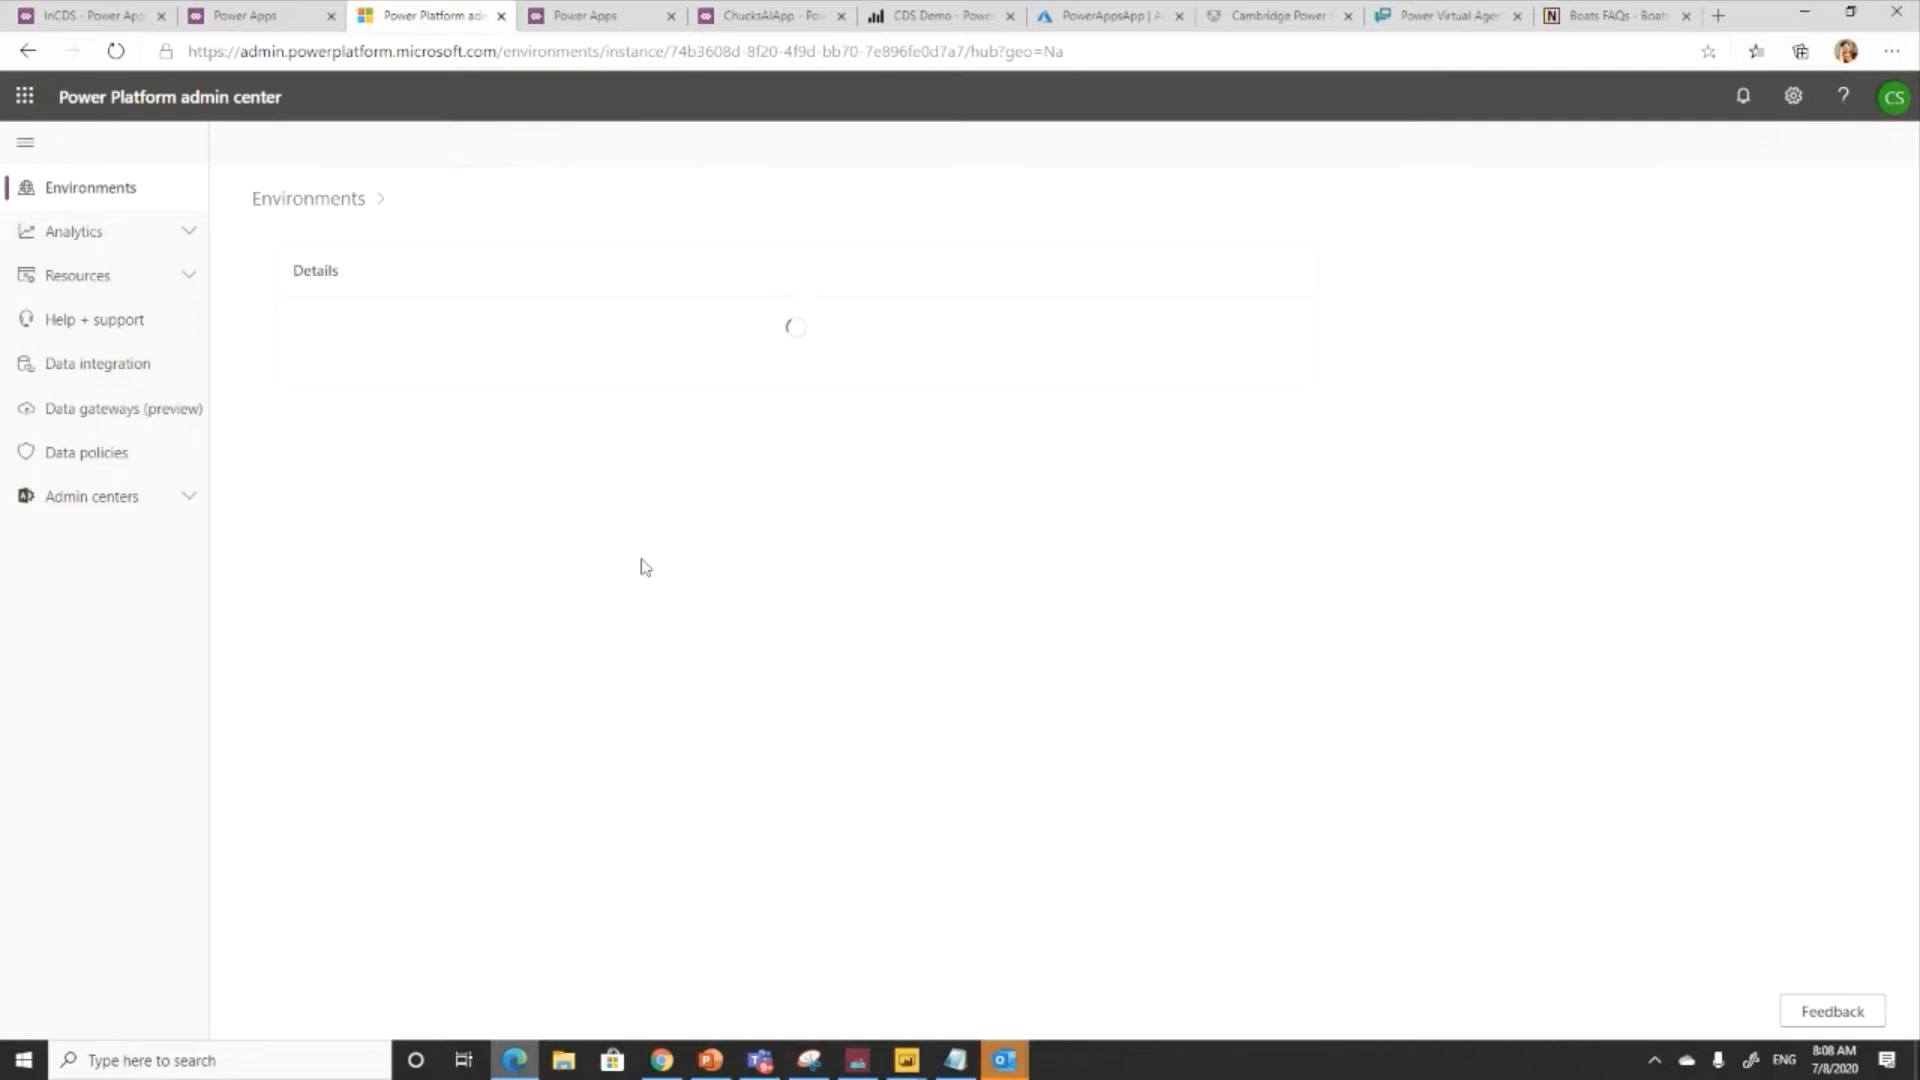 InCDS - Power App
Power Apps
Power Platform adm
Power Apps
ChucksAIApp - Po
CDS Demo - Powe
PowerAppsApp | A
Cambridge Power
Power Virtual Age
Boats FAQs - Boat
https://admin.powerplatform.microsoft.com/environments/instance/74b3608d-8f20-4f9d-bb70-7e896fe0d7a7/hub?geo=Na
Power Platform admin center
CS
Environments
Analytics
Resources
Help + support
Data integration
Data gateways (preview)
Data policies
Admin centers
Environments >
Details
Feedback
Type here to search
ENG
8:08 AM
7/8/2020